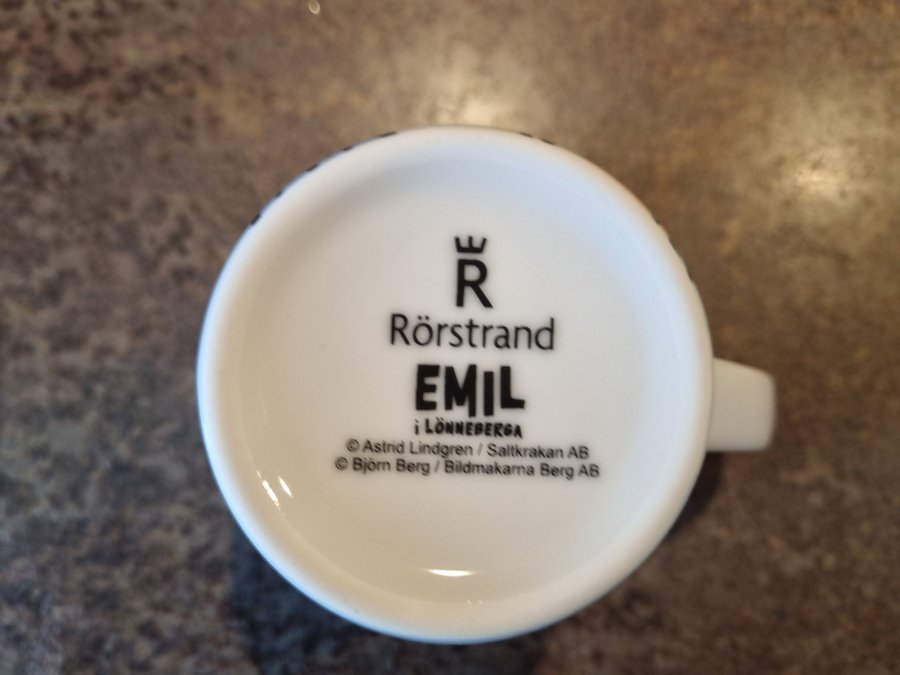 R
Rörstrand
EMIL
i LÖNNEBERGA
© Astrid Lindgren / Saltkrakan AB
© Björn Berg / Bildmakarna Berg AB